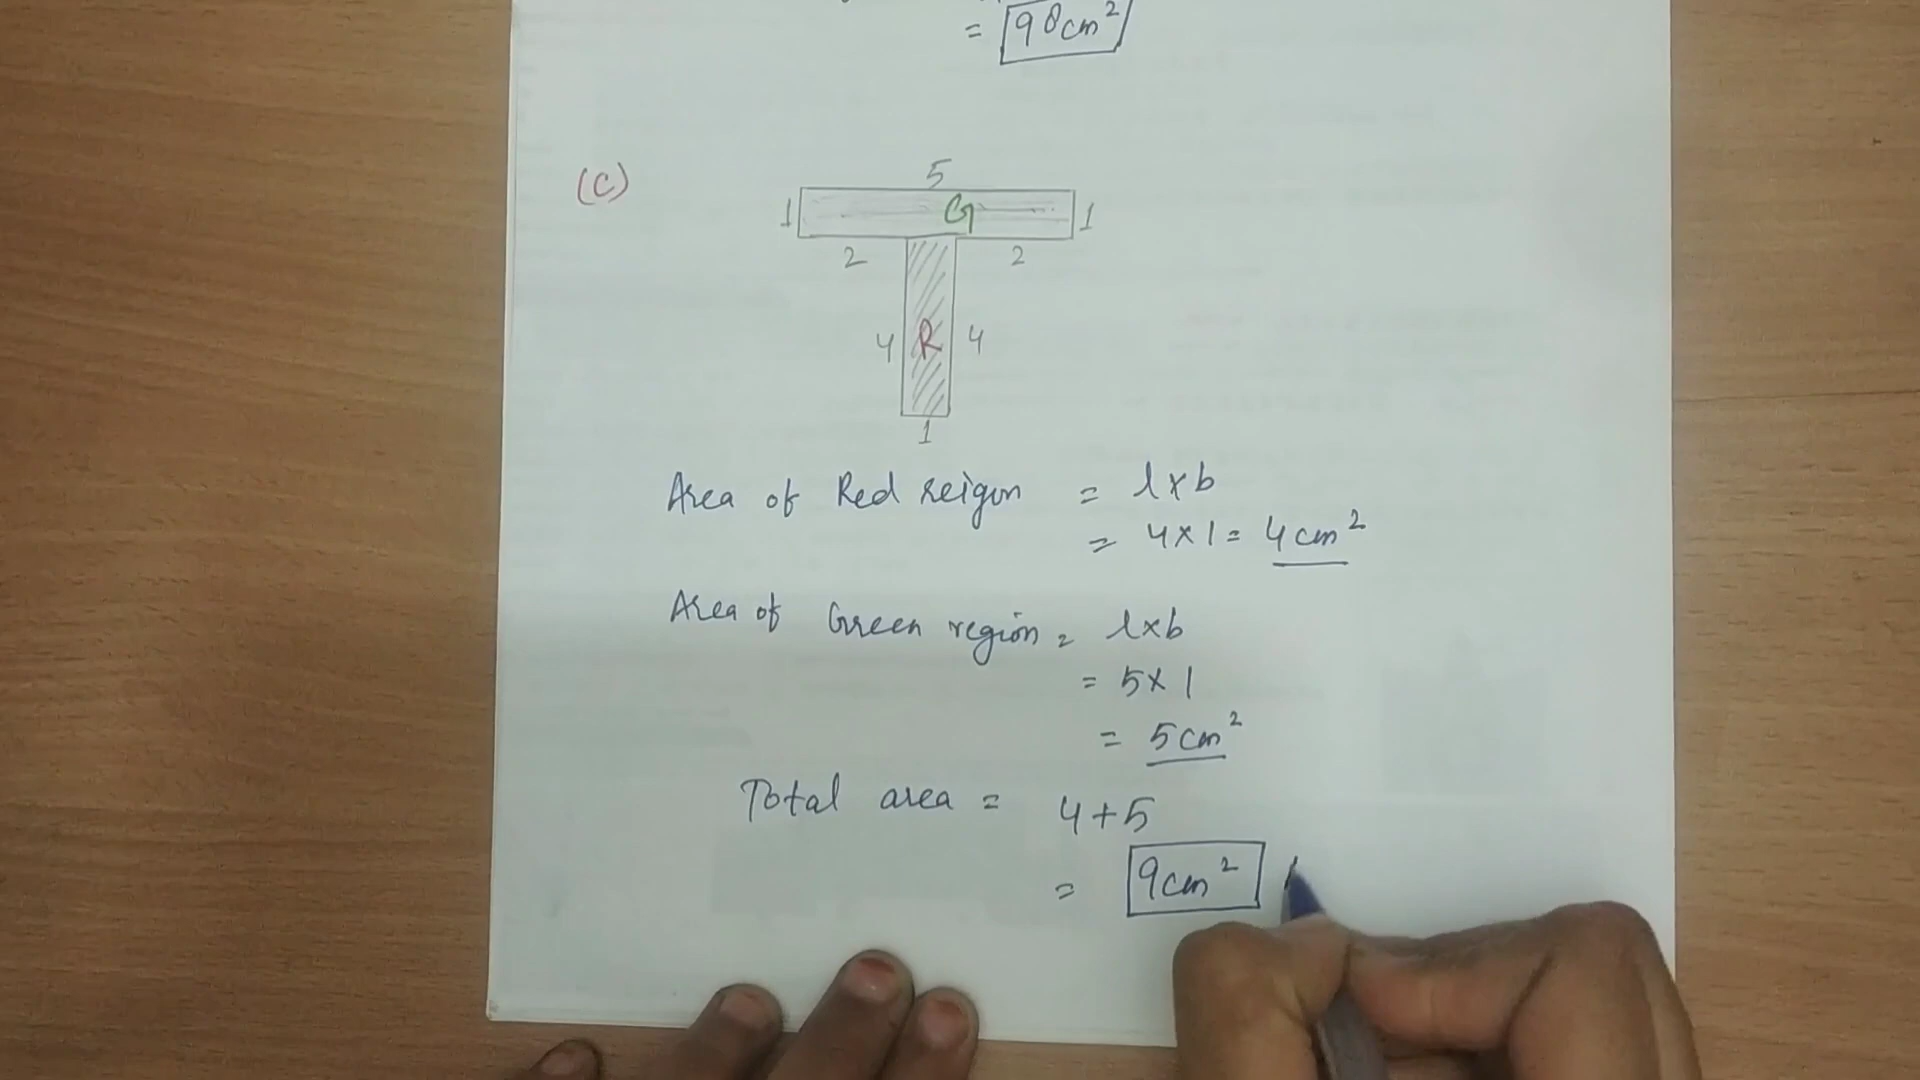 = 98cm²
(C)
5
1 G 1
2 2
4 R 4
1
Area of Red reigon = l×b
= 4×1 = 4cm²
Area of Green region = l×b
= 5×1
= 5cm²
Total area = 4+5
= 9cm²